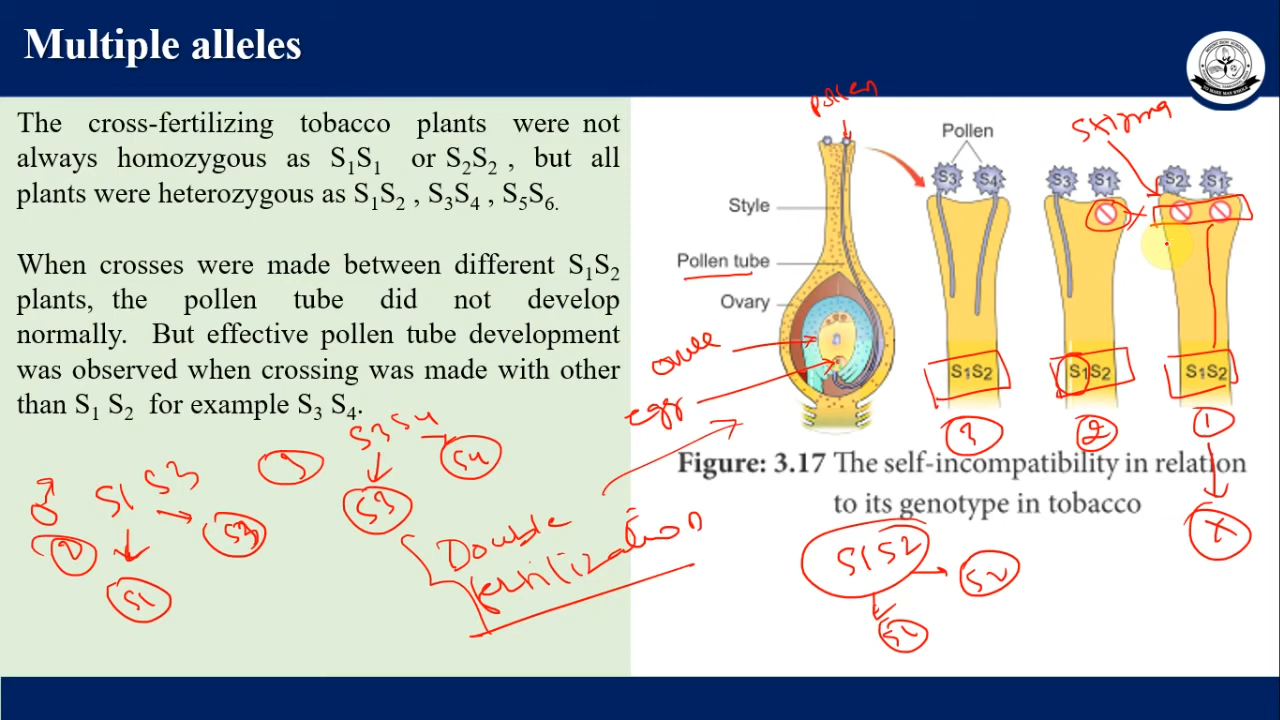 Multiple alleles
The cross-fertilizing tobacco plants were not
always homozygous as S₁S₁ or S₂S₂ , but all
plants were heterozygous as S₁S₂ , S₃S₄ , S₅S₆.
When crosses were made between different S₁S₂
plants, the pollen tube did not develop
normally. But effective pollen tube development
was observed when crossing was made with other
than S₁ S₂ for example S₃ S₄.
♂ S1 S3
2
S1
S3
3
S3 S4
S3
S4
Double
fertilization
Pollen
Style
Pollen tube
Ovary
ovule
egg
Pollen
Stigma
S₃ S₄
S₃ S₁
S₂ S₁
S₁S₂
S₁S₂
S₁S₂
3
2
1
X
X
Figure: 3.17 The self-incompatibility in relation
to its genotype in tobacco
S1 S2
S2